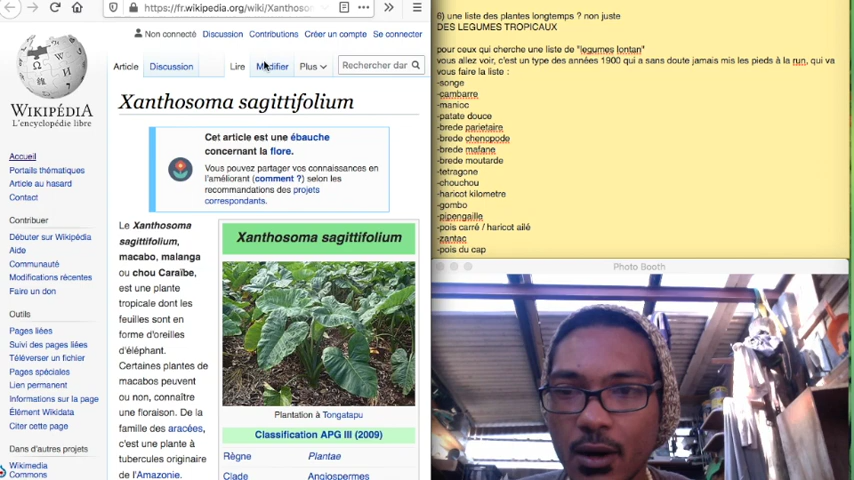 https://fr.wikipedia.org/wiki/Xanthoso
Non connecté Discussion Contributions Créer un compte Se connecter
Article Discussion Lire Modifier Plus Rechercher dar
WIKIPÉDIA
L'encyclopédie libre
Accueil
Portails thématiques
Article au hasard
Contact
Contribuer
Débuter sur Wikipédia
Aide
Communauté
Modifications récentes
Faire un don
Outils
Pages liées
Suivi des pages liées
Téléverser un fichier
Pages spéciales
Lien permanent
Informations sur la page
Élément Wikidata
Citer cette page
Dans d'autres projets
Wikimedia
Commons
Xanthosoma sagittifolium
Cet article est une ébauche
concernant la flore.
Vous pouvez partager vos connaissances en
l'améliorant (comment ?) selon les
recommandations des projets
correspondants.
Le Xanthosoma
sagittifolium,
macabo, malanga
ou chou Caraïbe,
est une plante
tropicale dont les
feuilles sont en
forme d'oreilles
d'éléphant.
Certaines plantes de
macabos peuvent
ou non, connaître
une floraison. De la
famille des aracées,
c'est une plante à
tubercules originaire
de l'Amazonie.
Xanthosoma sagittifolium
Plantation à Tongatapu
Classification APG III (2009)
Règne Plantae
Clade Angiospermes
6) une liste des plantes longtemps ? non juste
DES LEGUMES TROPICAUX
pour ceux qui cherche une liste de "legumes lontan"
vous allez voir, c'est un type des années 1900 qui a sans doute jamais mis les pieds à la run, qui va
vous faire la liste :
-songe
-cambarre
-manioc
-patate douce
-brede parietaire
-brede chenopode
-brede mafane
-brede moutarde
-tetragone
-chouchou
-haricot kilometre
-gombo
-pipengaille
-pois carré / haricot ailé
-zantac
-pois du cap
Photo Booth